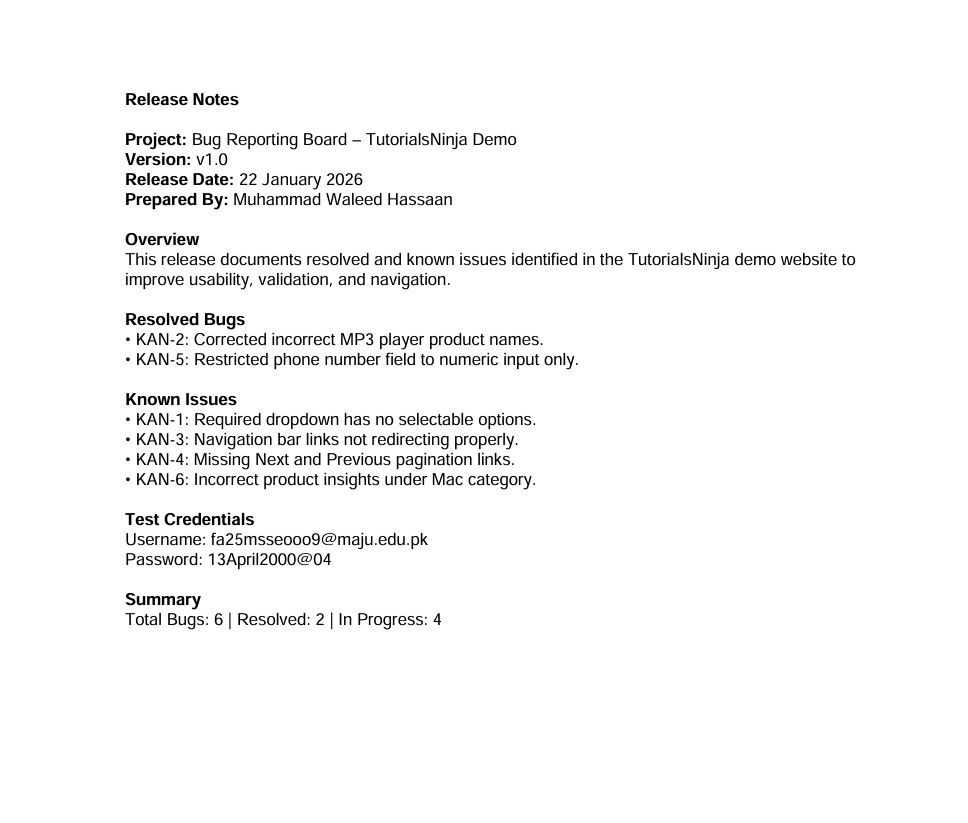 Release Notes
Project: Bug Reporting Board – TutorialsNinja Demo
Version: v1.0
Release Date: 22 January 2026
Prepared By: Muhammad Waleed Hassaan
Overview
This release documents resolved and known issues identified in the TutorialsNinja demo website to
improve usability, validation, and navigation.
Resolved Bugs
• KAN-2: Corrected incorrect MP3 player product names.
• KAN-5: Restricted phone number field to numeric input only.
Known Issues
• KAN-1: Required dropdown has no selectable options.
• KAN-3: Navigation bar links not redirecting properly.
• KAN-4: Missing Next and Previous pagination links.
• KAN-6: Incorrect product insights under Mac category.
Test Credentials
Username: fa25msseooo9@maju.edu.pk
Password: 13April2000@04
Summary
Total Bugs: 6 | Resolved: 2 | In Progress: 4